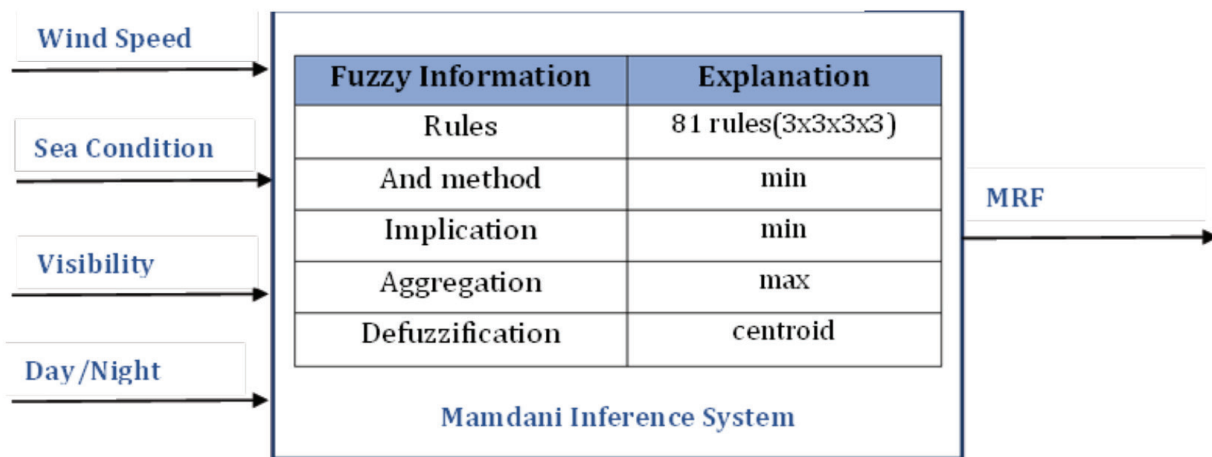 Wind Speed
Sea Condition
Visibility
Day/Night
Fuzzy Information Explanation
Rules 81 rules(3x3x3x3)
And method min
Implication min
Aggregation max
Defuzzification centroid
Mamdani Inference System
MRF